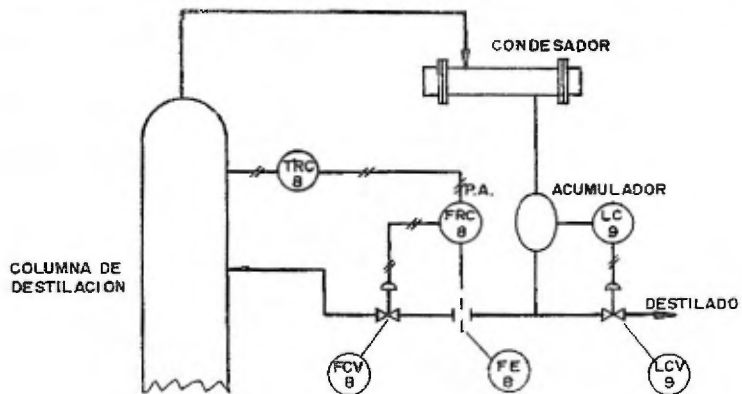 CONDESADOR
TRC
8
P.A.
FRC
8
ACUMULADOR
LC
9
COLUMNA DE
DESTILACION
DESTILADO
FCV
8
FE
8
LCV
9